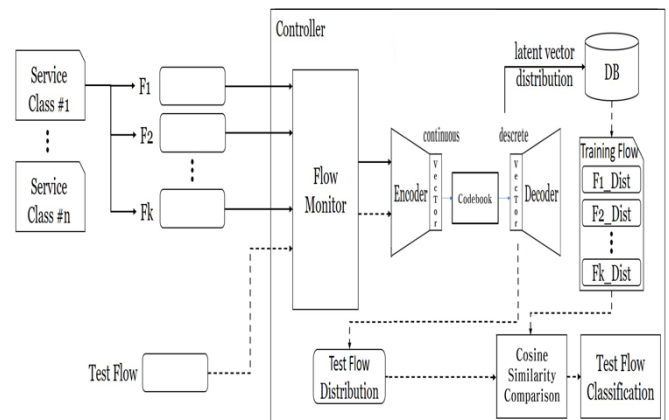 Controller
Service
Class #1
Service
Class #n
F1
F2
Fk
Test Flow
Flow
Monitor
Encoder
continuous
Vector
Codebook
descrete
Vector
Decoder
latent vector
distribution
DB
Training Flow
F1_Dist
F2_Dist
Fk_Dist
Test Flow
Distribution
Cosine
Similarity
Comparison
Test Flow
Classification